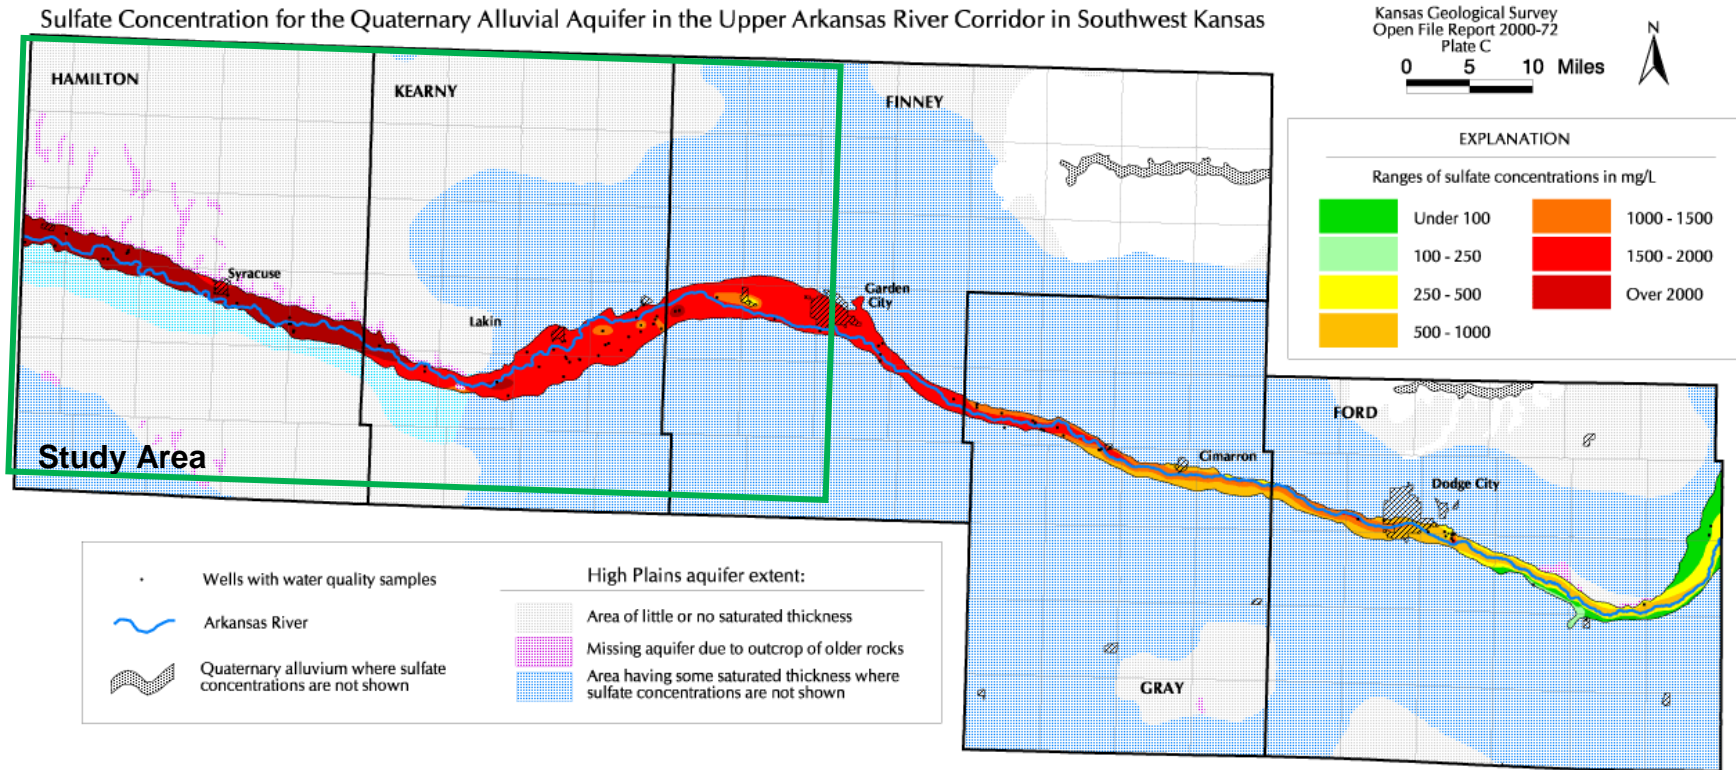 Sulfate Concentration for the Quaternary Alluvial Aquifer in the Upper Arkansas River Corridor in Southwest Kansas
Kansas Geological Survey
Open File Report 2000-72
Plate C
N
0 5 10 Miles
HAMILTON
KEARNY
FINNEY
EXPLANATION
Ranges of sulfate concentrations in mg/L
Under 100
1000 - 1500
100 - 250
1500 - 2000
250 - 500
Over 2000
500 - 1000
Syracuse
Lakin
Garden
City
FORD
Study Area
Cimarron
Dodge City
GRAY
Wells with water quality samples
Arkansas River
Quaternary alluvium where sulfate
concentrations are not shown
High Plains aquifer extent:
Area of little or no saturated thickness
Missing aquifer due to outcrop of older rocks
Area having some saturated thickness where
sulfate concentrations are not shown